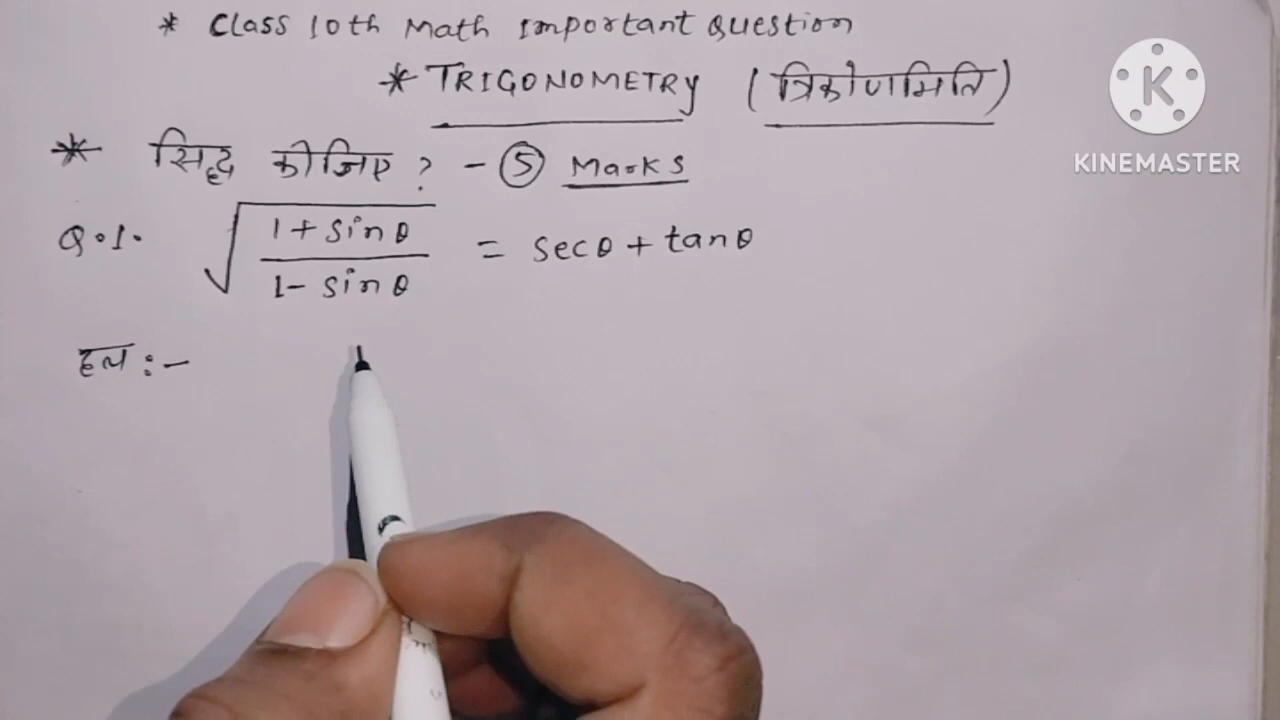 * Class 10th Math Important Question
* TRIGONOMETRY (त्रिकोणमिति)
* सिद्ध कीजिए? - ⑤ Marks
Q.1. √((1 + sinθ)/(1 - sinθ)) = secθ + tanθ
हल:-
K
KINEMASTER